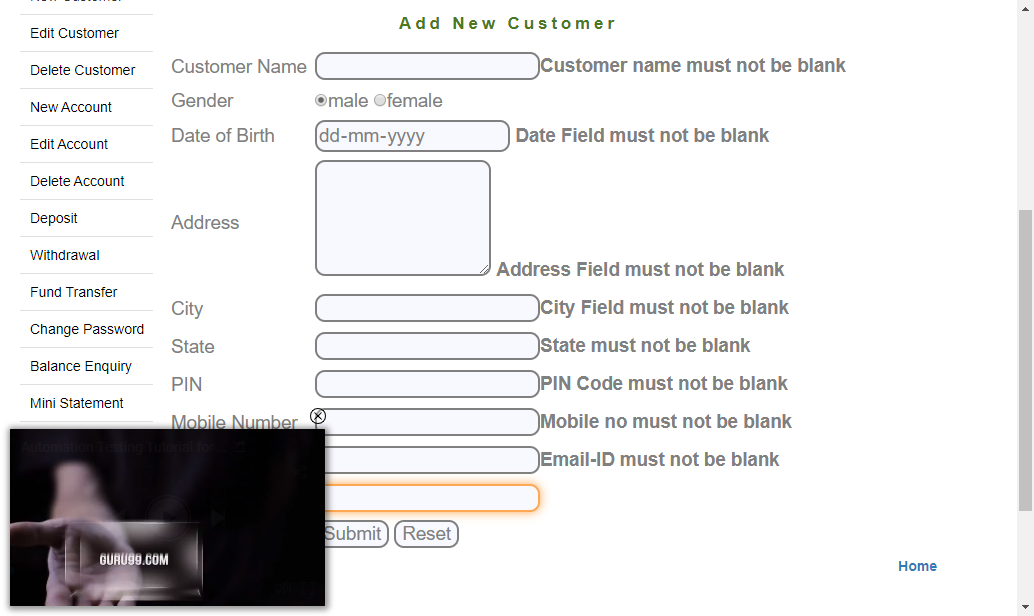 Add New Customer
Edit Customer
Delete Customer
New Account
Edit Account
Delete Account
Deposit
Withdrawal
Fund Transfer
Change Password
Balance Enquiry
Mini Statement
Customer Name Customer name must not be blank
Gender male female
Date of Birth dd-mm-yyyy Date Field must not be blank
Address Address Field must not be blank
City City Field must not be blank
State State must not be blank
PIN PIN Code must not be blank
Mobile Number Mobile no must not be blank
Email-ID must not be blank
Submit Reset
Home
Automation Testing Tutorial for
GURU99.COM